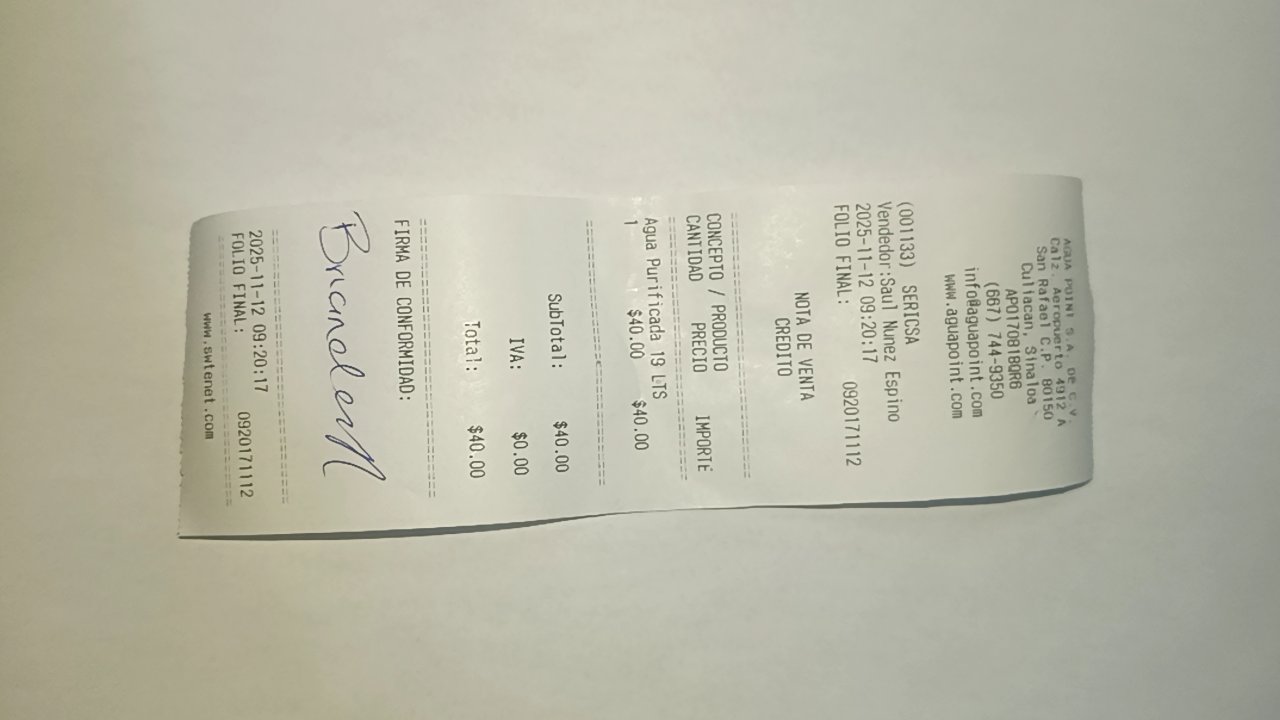 AGUA POINT S.A. DE C.V.
Calz. Aeropuerto 4912 A
San Rafael C.P. 80150
Culiacan, Sinaloa
APO170818QR6
(667) 744-9350
info@aguapoint.com
www.aguapoint.com
(001133) SERICSA
Vendedor:Saul Nunez Espino
2025-11-12 09:20:17
FOLIO FINAL: 0920171112
NOTA DE VENTA
CREDITO
CONCEPTO / PRODUCTO
CANTIDAD PRECIO IMPORTE
Agua Purificada 19 LTS
1 $40.00 $40.00
SubTotal: $40.00
IVA: $0.00
Total: $40.00
FIRMA DE CONFORMIDAD:
2025-11-12 09:20:17
FOLIO FINAL: 0920171112
www.swtenet.com